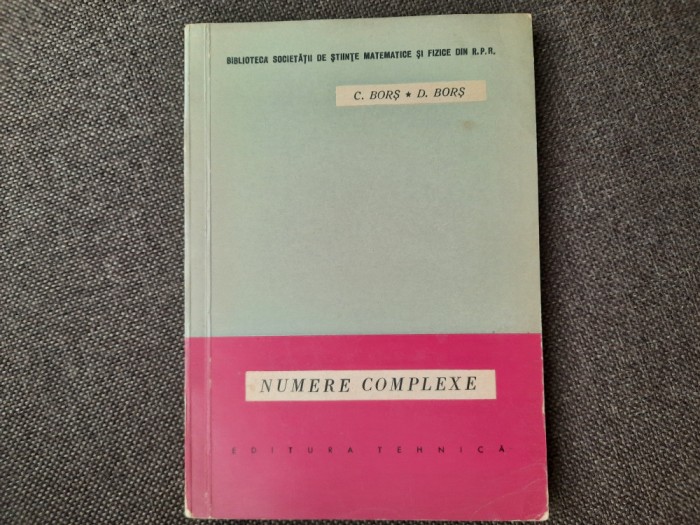 BIBLIOTECA SOCIETĂȚII DE ȘTIINȚE MATEMATICE ȘI FIZICE DIN R.P.R.
C. BORȘ ★ D. BORȘ
NUMERE COMPLEXE
EDITURA TEHNICĂ